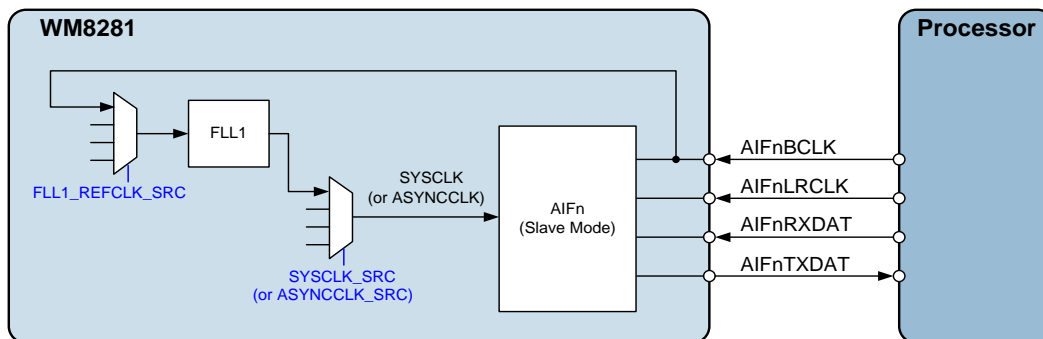 WM8281
Processor
FLL1
FLL1_REFCLK_SRC
SYSCLK
(or ASYNCCLK)
SYSCLK_SRC
(or ASYNCCLK_SRC)
AIFn
(Slave Mode)
AIFnBCLK
AIFnLRCLK
AIFnRXDAT
AIFnTXDAT